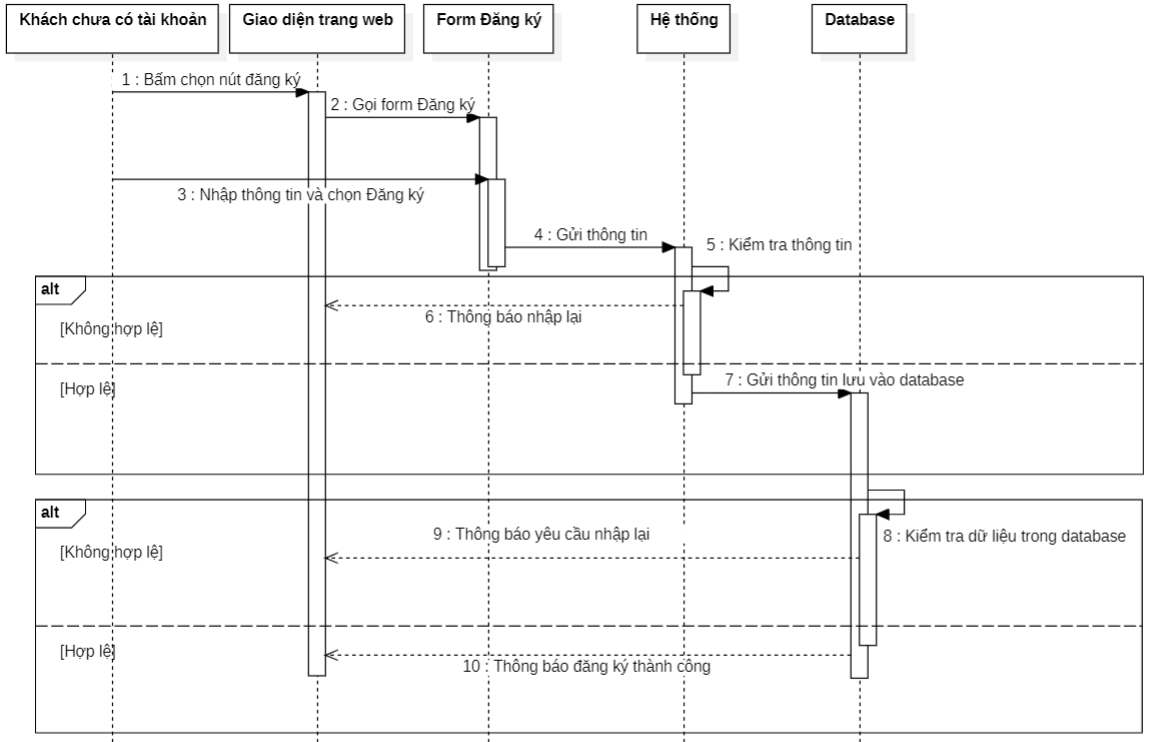 Khách chưa có tài khoản
Giao diện trang web
Form Đăng ký
Hệ thống
Database
1 : Bấm chọn nút đăng ký
2 : Gọi form Đăng ký
3 : Nhập thông tin và chọn Đăng ký
4 : Gửi thông tin
5 : Kiểm tra thông tin
alt
6 : Thông báo nhập lại
[Không hợp lệ]
7 : Gửi thông tin lưu vào database
[Hợp lệ]
alt
9 : Thông báo yêu cầu nhập lại
8 : Kiểm tra dữ liệu trong database
[Không hợp lệ]
[Hợp lệ]
10 : Thông báo đăng ký thành công